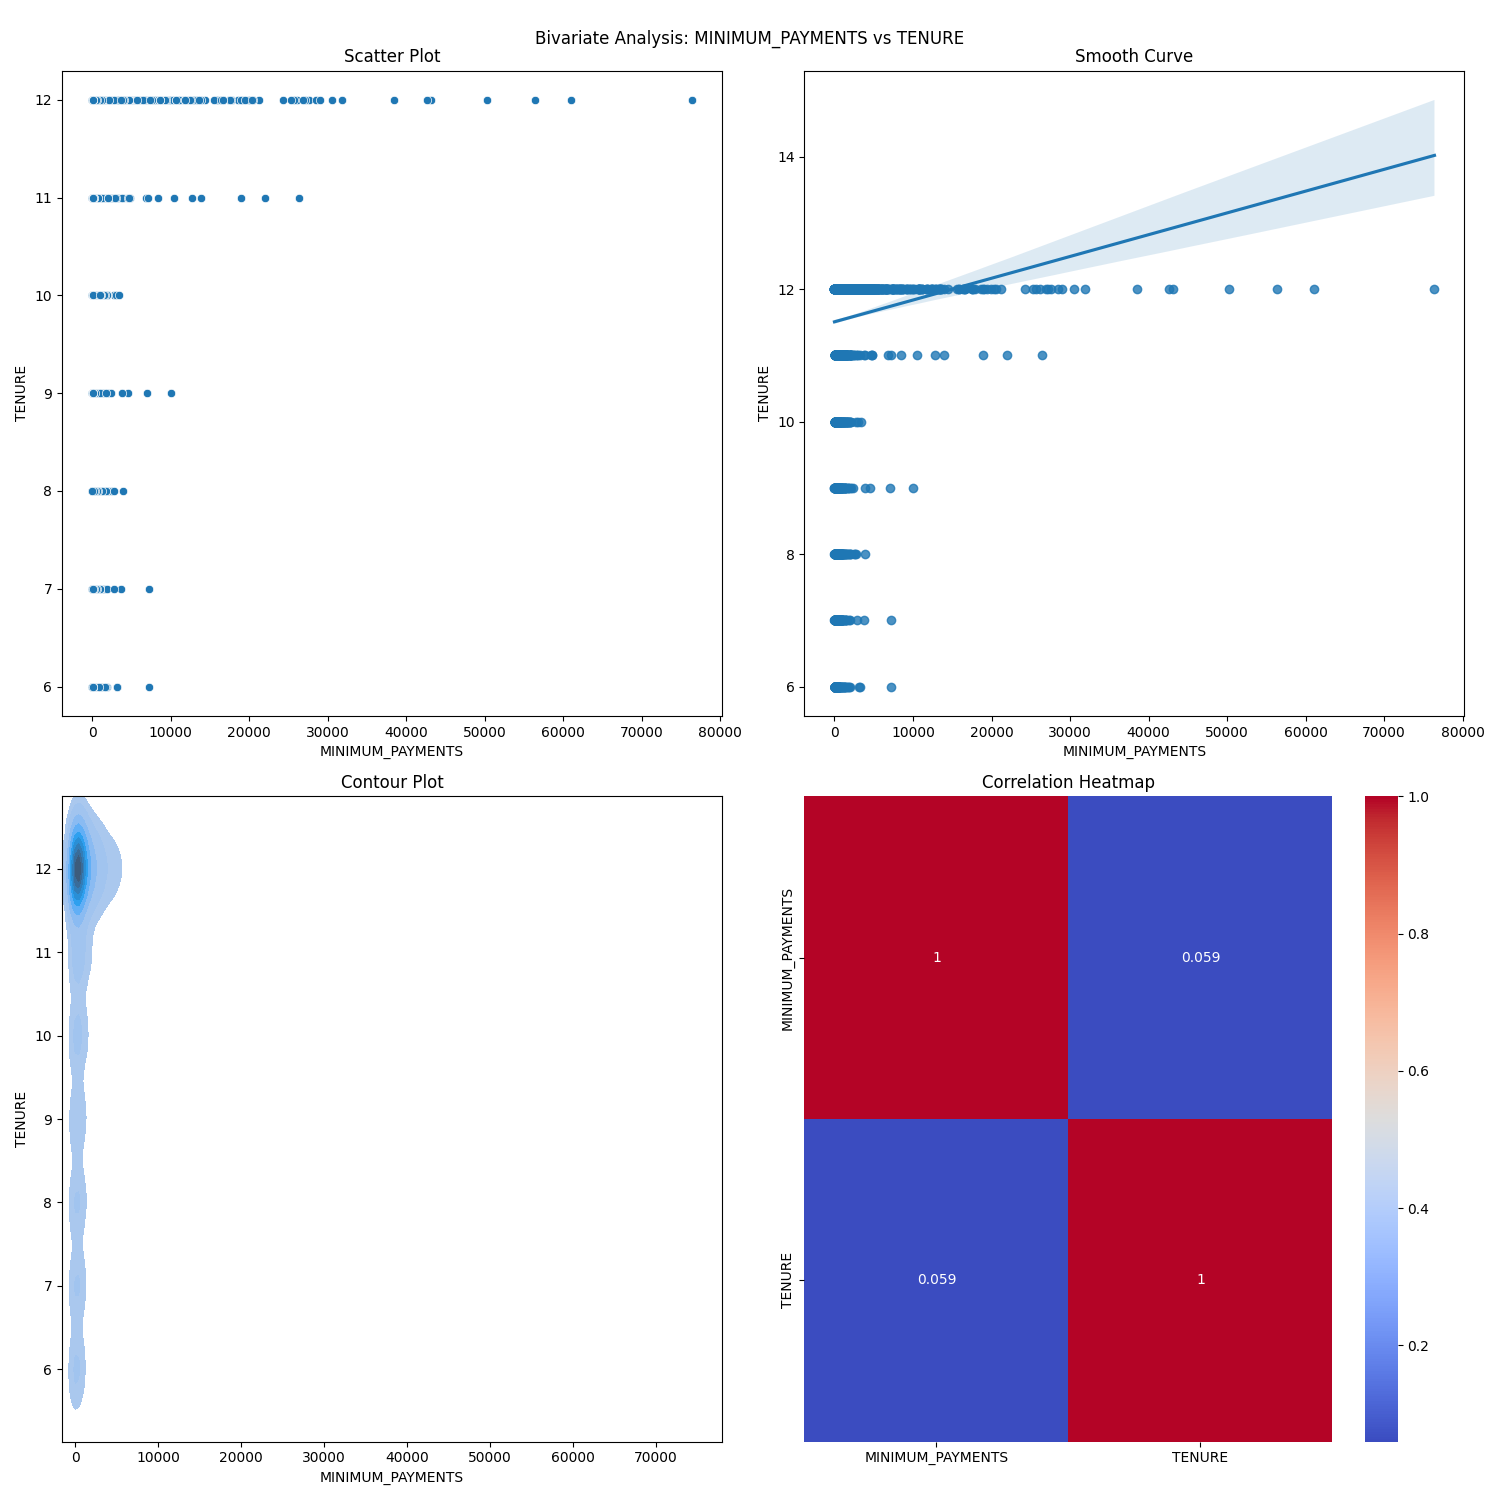 Bivariate Analysis: MINIMUM_PAYMENTS vs TENURE
Scatter Plot
12
11
10
9
8
7
6
TENURE
0 10000 20000 30000 40000 50000 60000 70000 80000
MINIMUM_PAYMENTS
Smooth Curve
14
12
10
8
6
TENURE
0 10000 20000 30000 40000 50000 60000 70000 80000
MINIMUM_PAYMENTS
Contour Plot
12
11
10
9
8
7
6
TENURE
0 10000 20000 30000 40000 50000 60000 70000
MINIMUM_PAYMENTS
Correlation Heatmap
MINIMUM_PAYMENTS
TENURE
1 0.059
0.059 1
MINIMUM_PAYMENTS TENURE
1.0
0.8
0.6
0.4
0.2